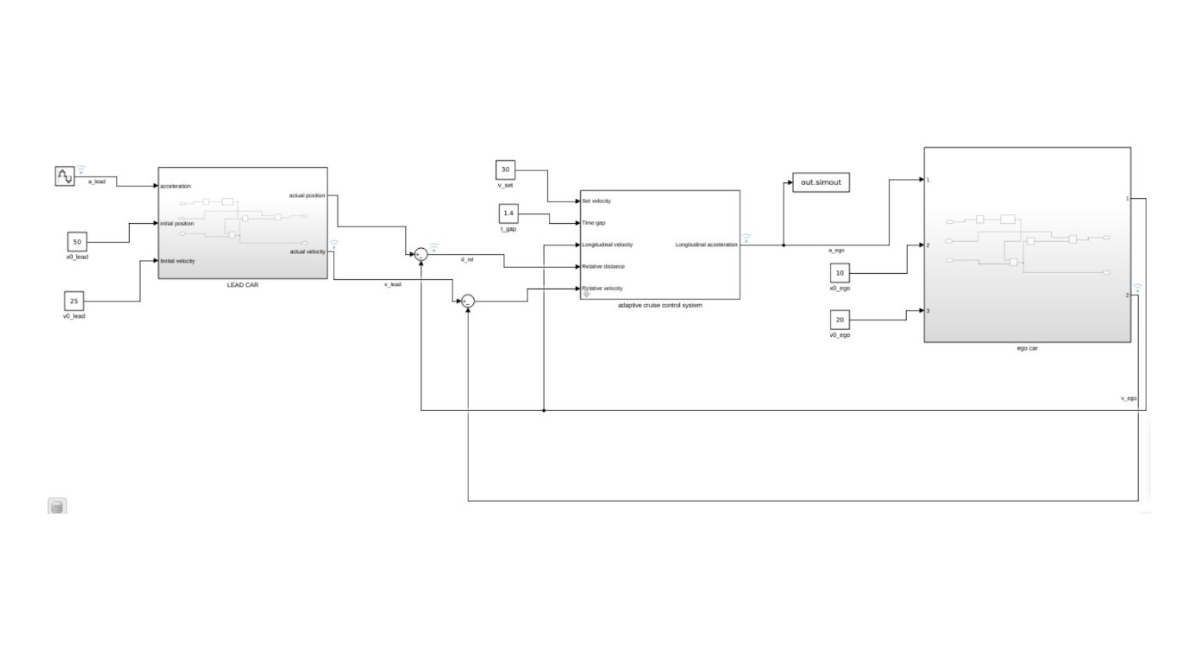 a_lead
50
x0_lead
25
v0_lead
acceleration
initial position
Iinitial velocity
actual position
actual velocity
LEAD CAR
v_lead
d_rel
30
v_set
1.4
t_gap
Set velocity
Time gap
Longitudinal velocity
Relative distance
Relative velocity
Longitudinal acceleration
adaptive cruise control system
out.simout
a_ego
10
x0_ego
20
v0_ego
1
2
3
1
2
ego car
v_ego